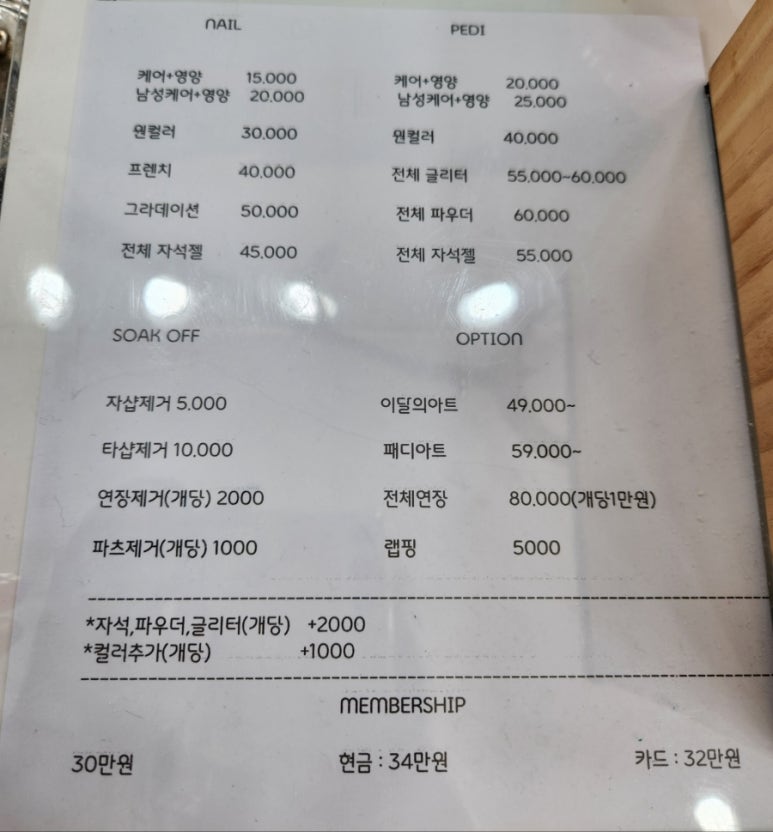 NAIL
케어+영양 15.000
남성케어+영양 20.000
원컬러 30.000
프렌치 40.000
그라데이션 50.000
전체 자석젤 45.000
PEDI
케어+영양 20.000
남성케어+영양 25.000
원컬러 40.000
전체 글리터 55.000~60.000
전체 파우더 60.000
전체 자석젤 55.000
SOAK OFF
자샵제거 5.000
타샵제거 10.000
연장제거(개당) 2000
파츠제거(개당) 1000
OPTION
이달의아트 49.000~
패디아트 59.000~
전체연장 80.000(개당1만원)
랩핑 5000
*자석,파우더,글리터(개당) +2000
*컬러추가(개당) +1000
MEMBERSHIP
30만원 현금 : 34만원 카드 : 32만원